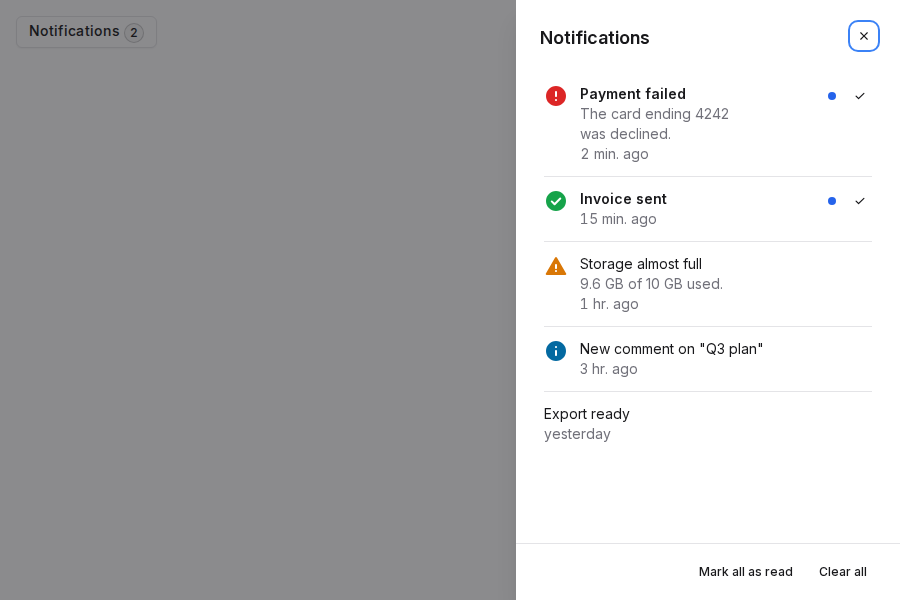 Notifications 2
Notifications
Payment failed
The card ending 4242
was declined.
2 min. ago
Invoice sent
15 min. ago
Storage almost full
9.6 GB of 10 GB used.
1 hr. ago
New comment on "Q3 plan"
3 hr. ago
Export ready
yesterday
Mark all as read Clear all